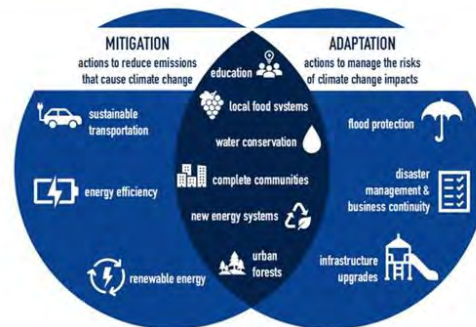 MITIGATION
actions to reduce emissions
that cause climate change
sustainable
transportation
energy efficiency
renewable energy
education
local food systems
water conservation
complete communities
new energy systems
urban
forests
ADAPTATION
actions to manage the risks
of climate change impacts
flood protection
disaster
management &
business continuity
infrastructure
upgrades